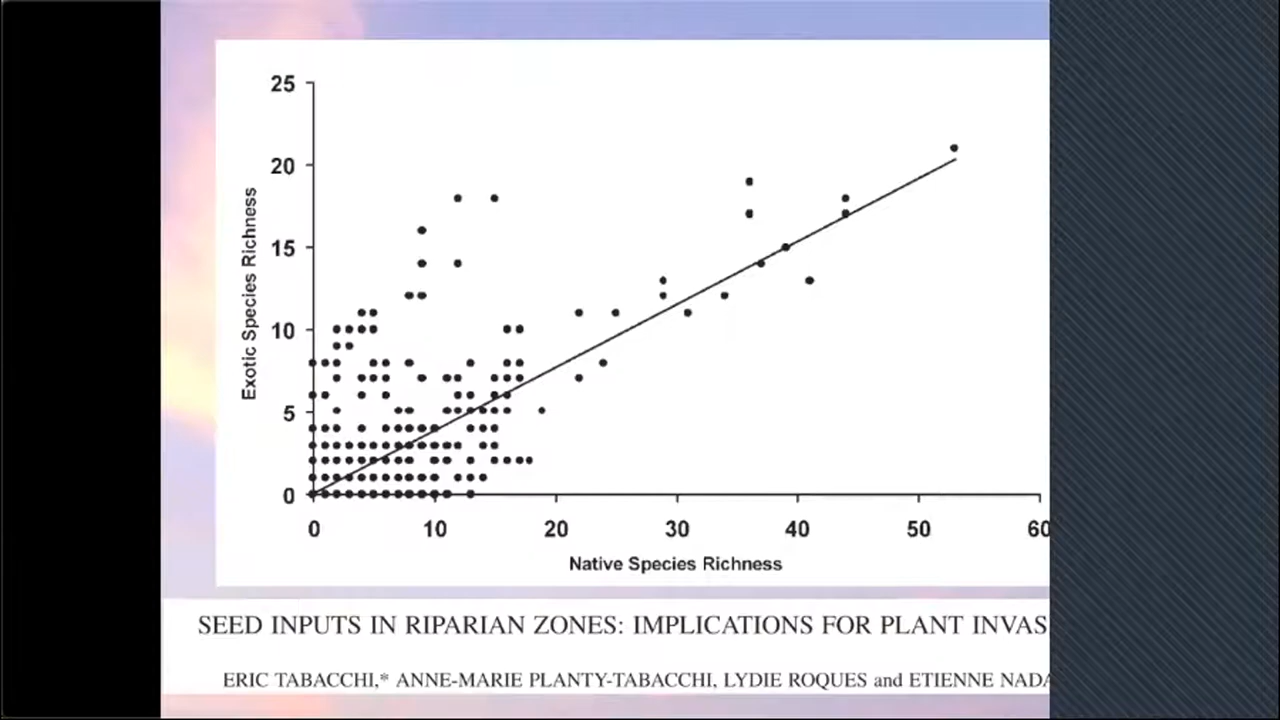 25
20
15
10
5
0
Exotic Species Richness
0 10 20 30 40 50 60
Native Species Richness
SEED INPUTS IN RIPARIAN ZONES: IMPLICATIONS FOR PLANT INVAS
ERIC TABACCHI,* ANNE-MARIE PLANTY-TABACCHI, LYDIE ROQUES and ETIENNE NADA